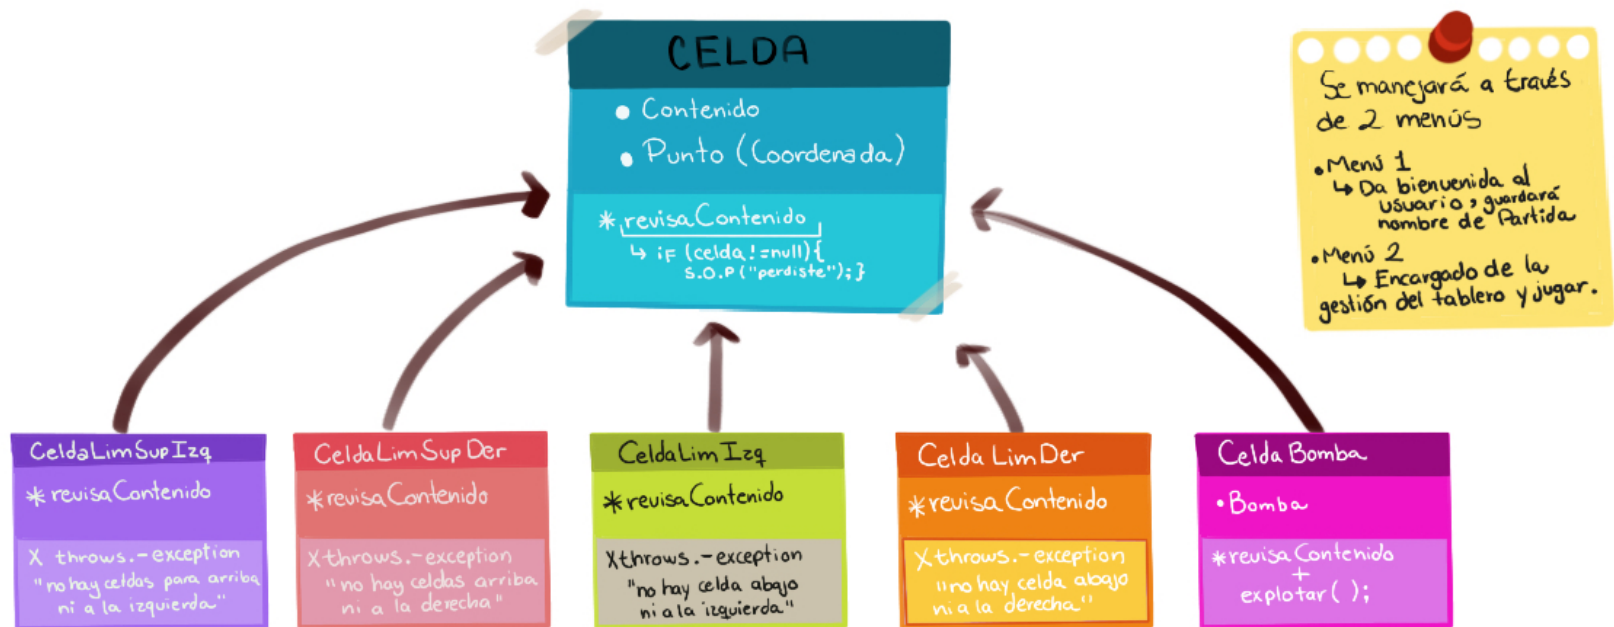 CELDA
• Contenido
• Punto (Coordenada)
* revisaContenido
↳ iF (celda!=null){
S.O.P ("perdiste");}
Se manejará a través
de 2 menús
• Menú 1
↳ Da bienvenida al
usuario, guardará
nombre de Partida
• Menú 2
↳ Encargado de la
gestión del tablero y jugar.
CeldaLimSupIzq
* revisaContenido
X throws.-exception
"no hay celdas para arriba
ni a la izquierda"
CeldaLimSupDer
* revisaContenido
X throws.-exception
"no hay celdas arriba
ni a la derecha"
CeldaLimIzq
* revisaContenido
X throws.-exception
"no hay celda abajo
ni a la izquierda"
Celda LimDer
* revisaContenido
X throws.-exception
"no hay celda abajo
ni a la derecha"
Celda Bomba
• Bomba
* revisaContenido
+
explotar( );